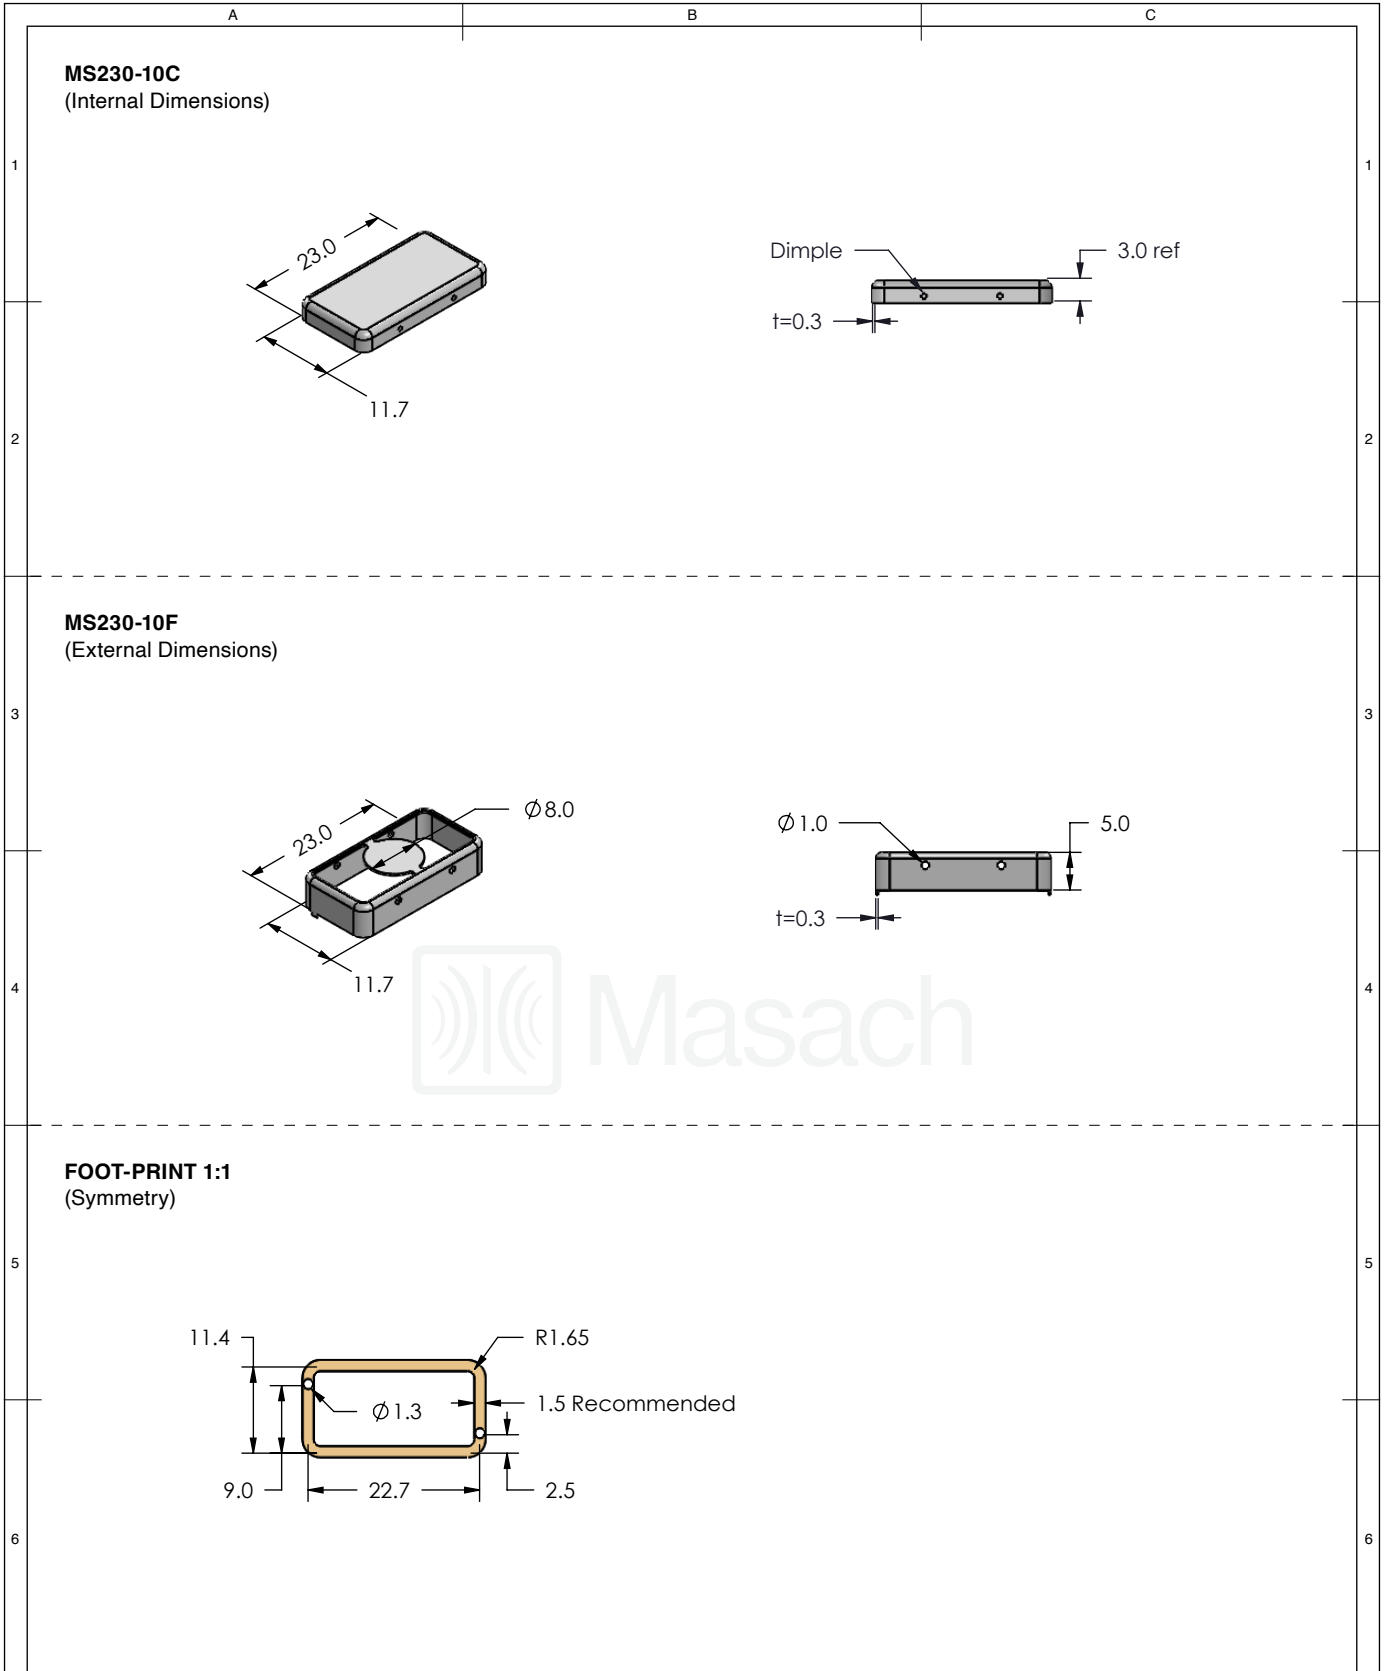 A B C
MS230-10C
(Internal Dimensions)
1 1
23.0
Dimple
3.0 ref
t=0.3
11.7
2 2
MS230-10F
(External Dimensions)
3 3
23.0
Ø8.0
Ø1.0
5.0
t=0.3
11.7
4 4
Masach
FOOT-PRINT 1:1
(Symmetry)
5 5
11.4
R1.65
Ø1.3
1.5 Recommended
9.0
22.7
2.5
6 6